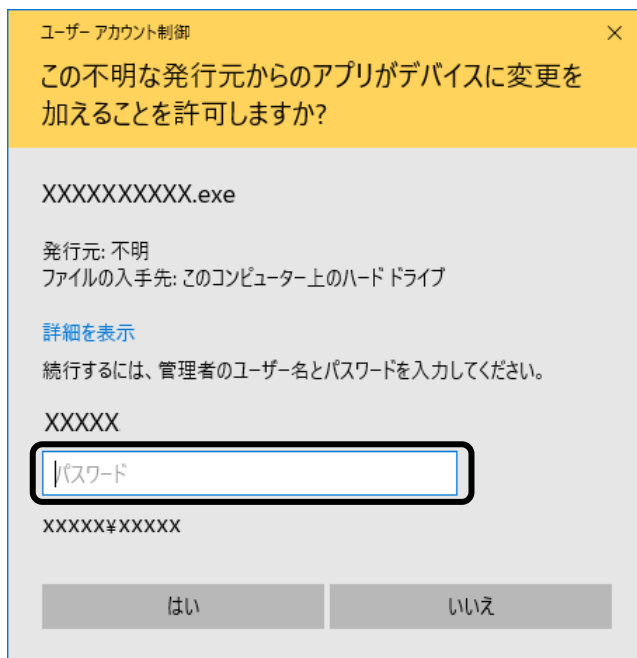 ユーザー アカウント制御
この不明な発行元からのアプリがデバイスに変更を
加えることを許可しますか?
XXXXXXXXXX.exe
発行元: 不明
ファイルの入手先: このコンピューター上のハード ドライブ
詳細を表示
続行するには、管理者のユーザー名とパスワードを入力してください。
XXXXX
パスワード
XXXXX¥XXXXX
はい
いいえ